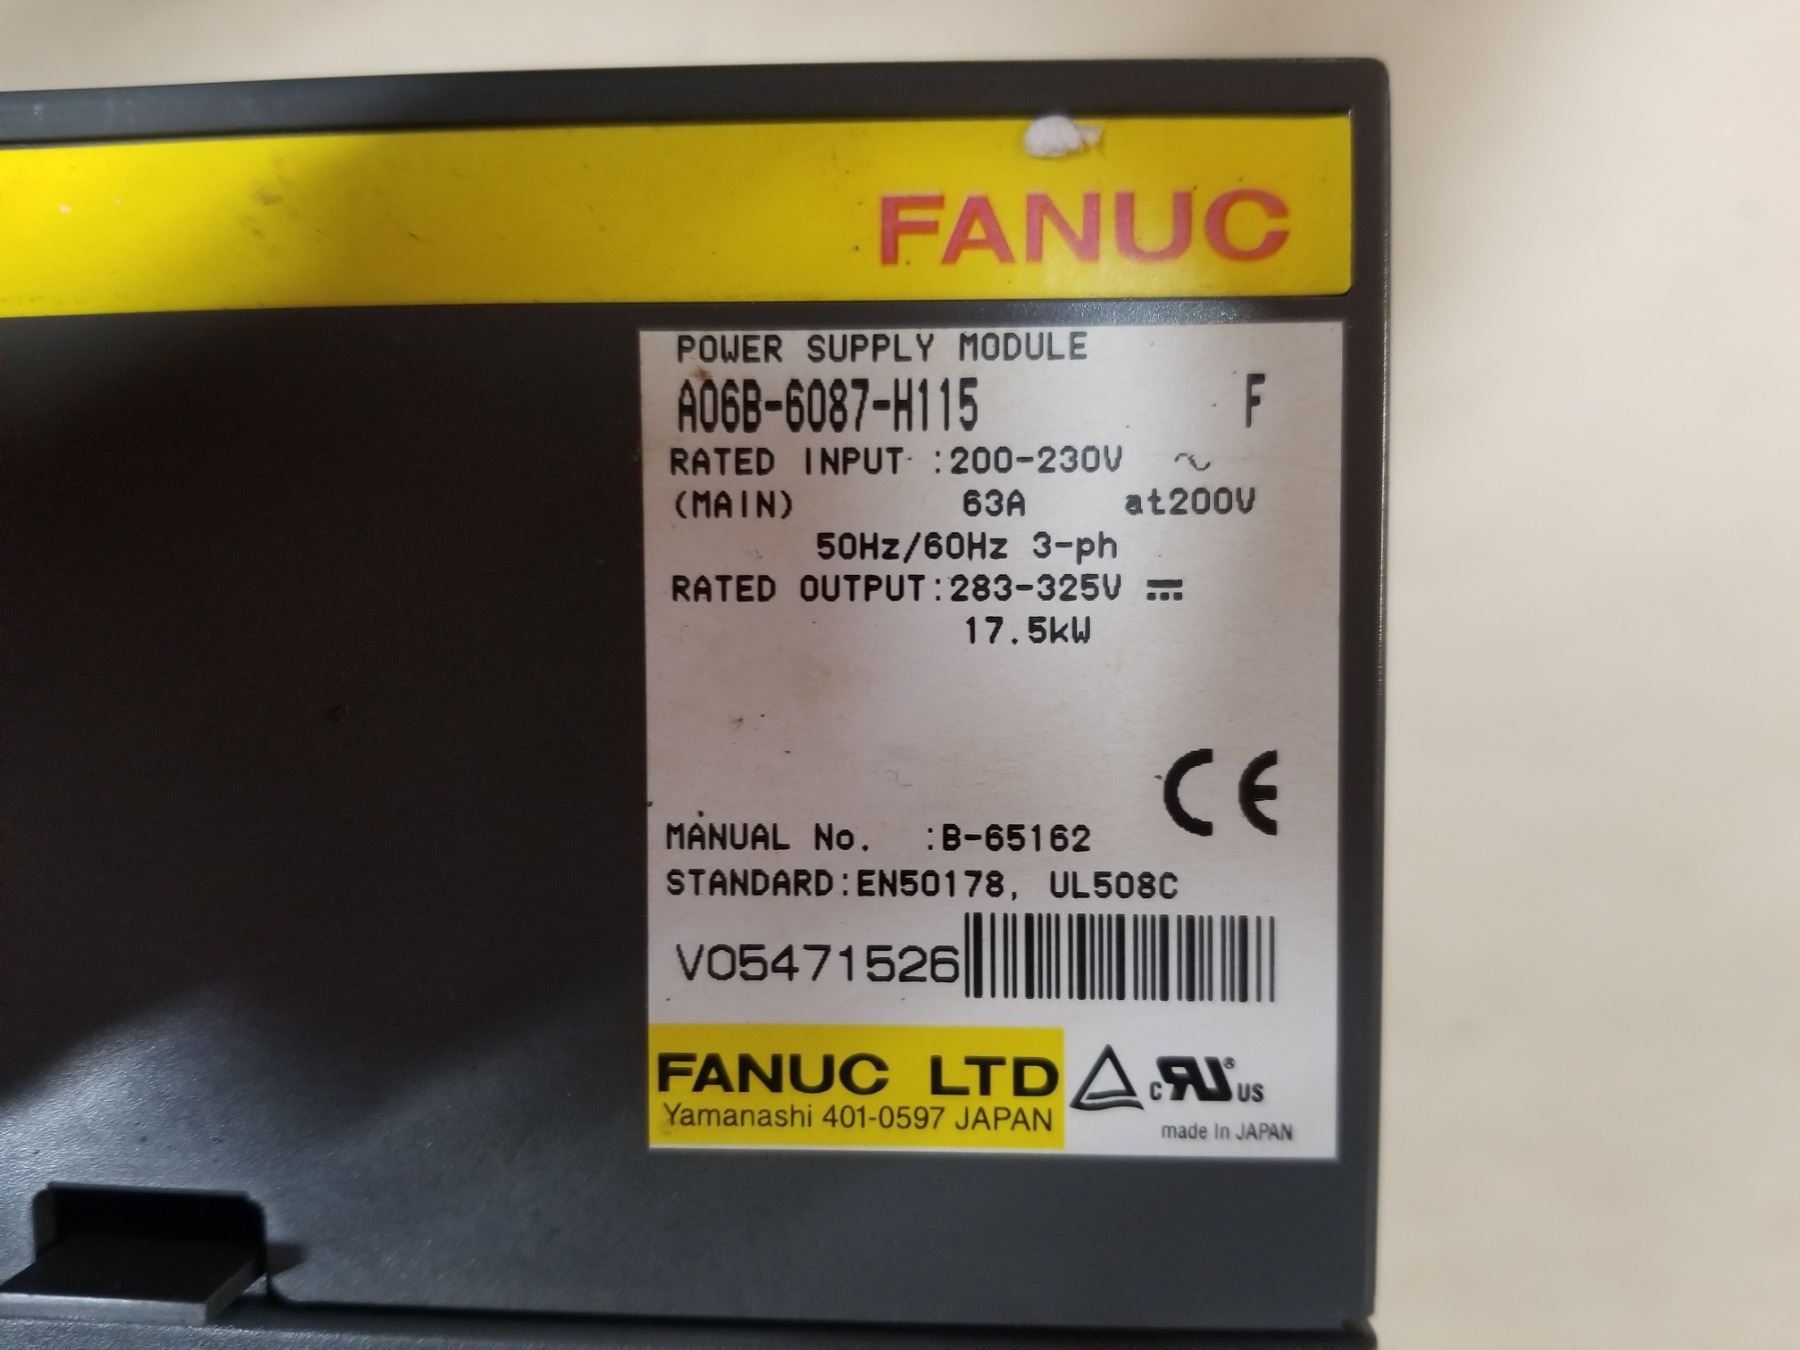 FANUC
POWER SUPPLY MODULE
A06B-6087-H115 F
RATED INPUT :200-230V ~
(MAIN) 63A at200V
50Hz/60Hz 3-ph
RATED OUTPUT:283-325V ⎓
17.5kW
CE
MANUAL No. :B-65162
STANDARD:EN50178, UL508C
V05471526
FANUC LTD
Yamanashi 401-0597 JAPAN
c RU ® US
made In JAPAN